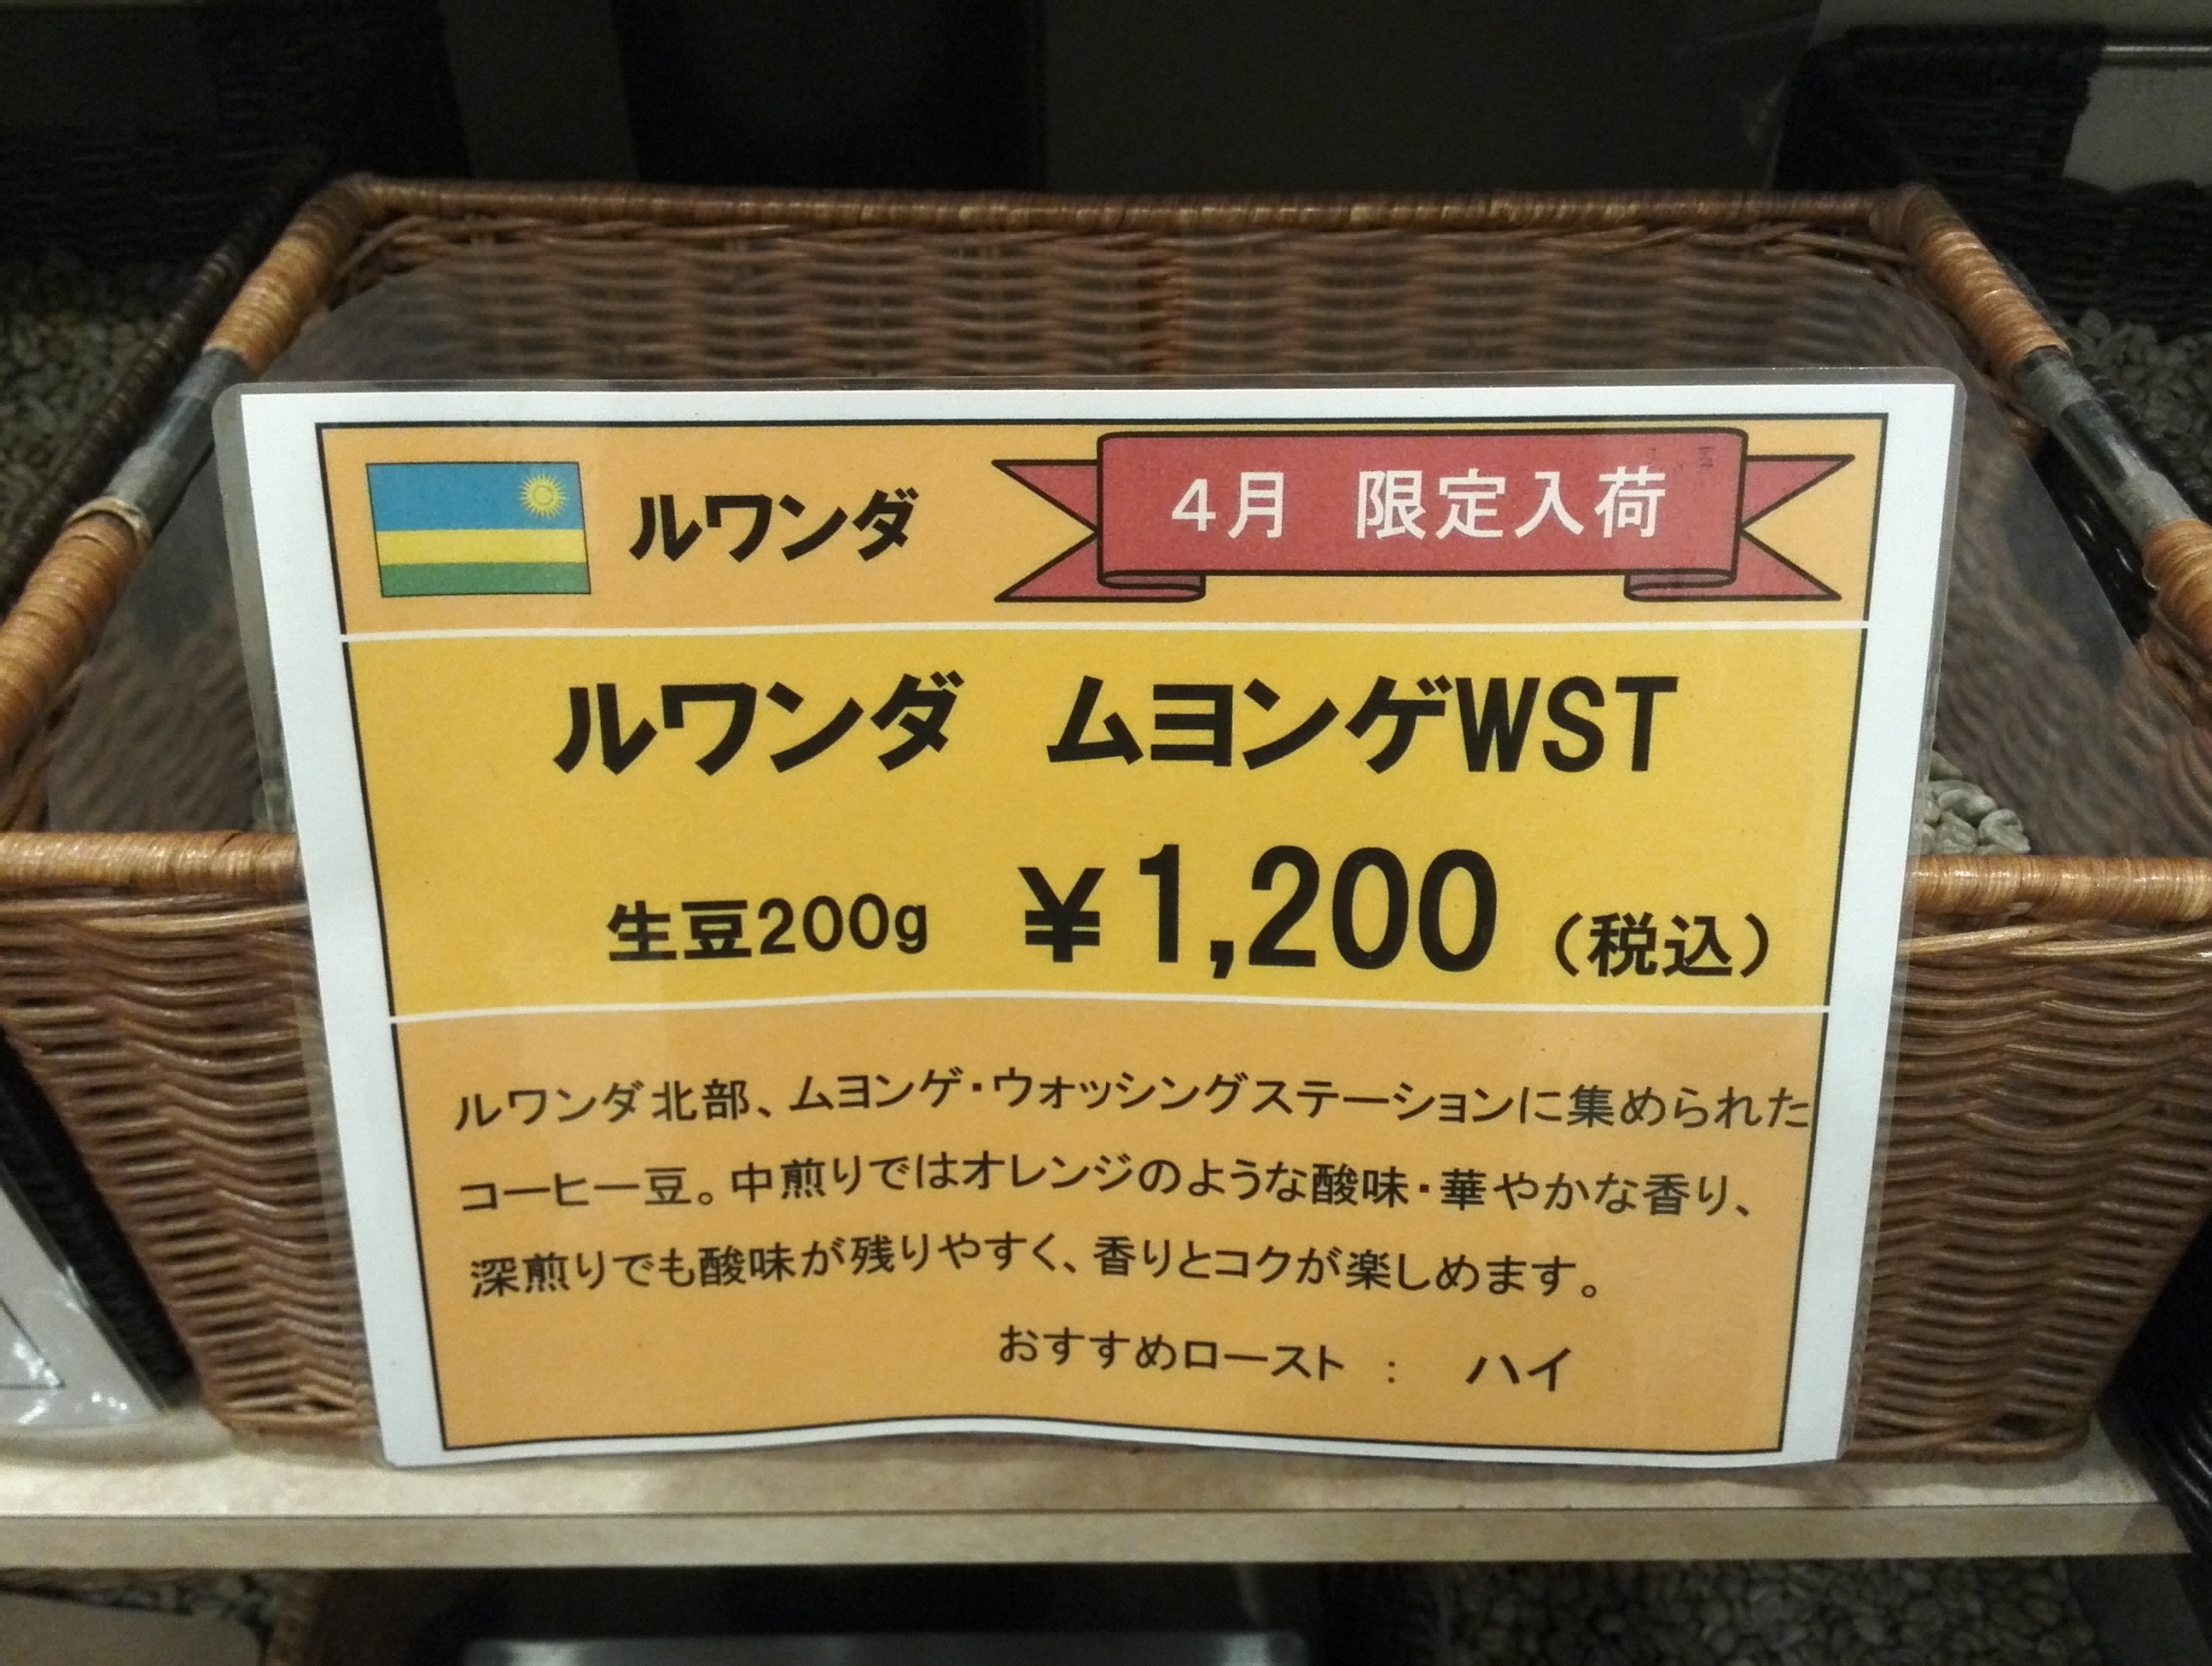 ルワンダ
4月　限定入荷
ルワンダ　ムヨンゲWST
生豆200g　¥1,200（税込）
ルワンダ北部、ムヨンゲ・ウォッシングステーションに集められた
コーヒー豆。中煎りではオレンジのような酸味・華やかな香り、
深煎りでも酸味が残りやすく、香りとコクが楽しめます。
おすすめロースト　：　ハイ